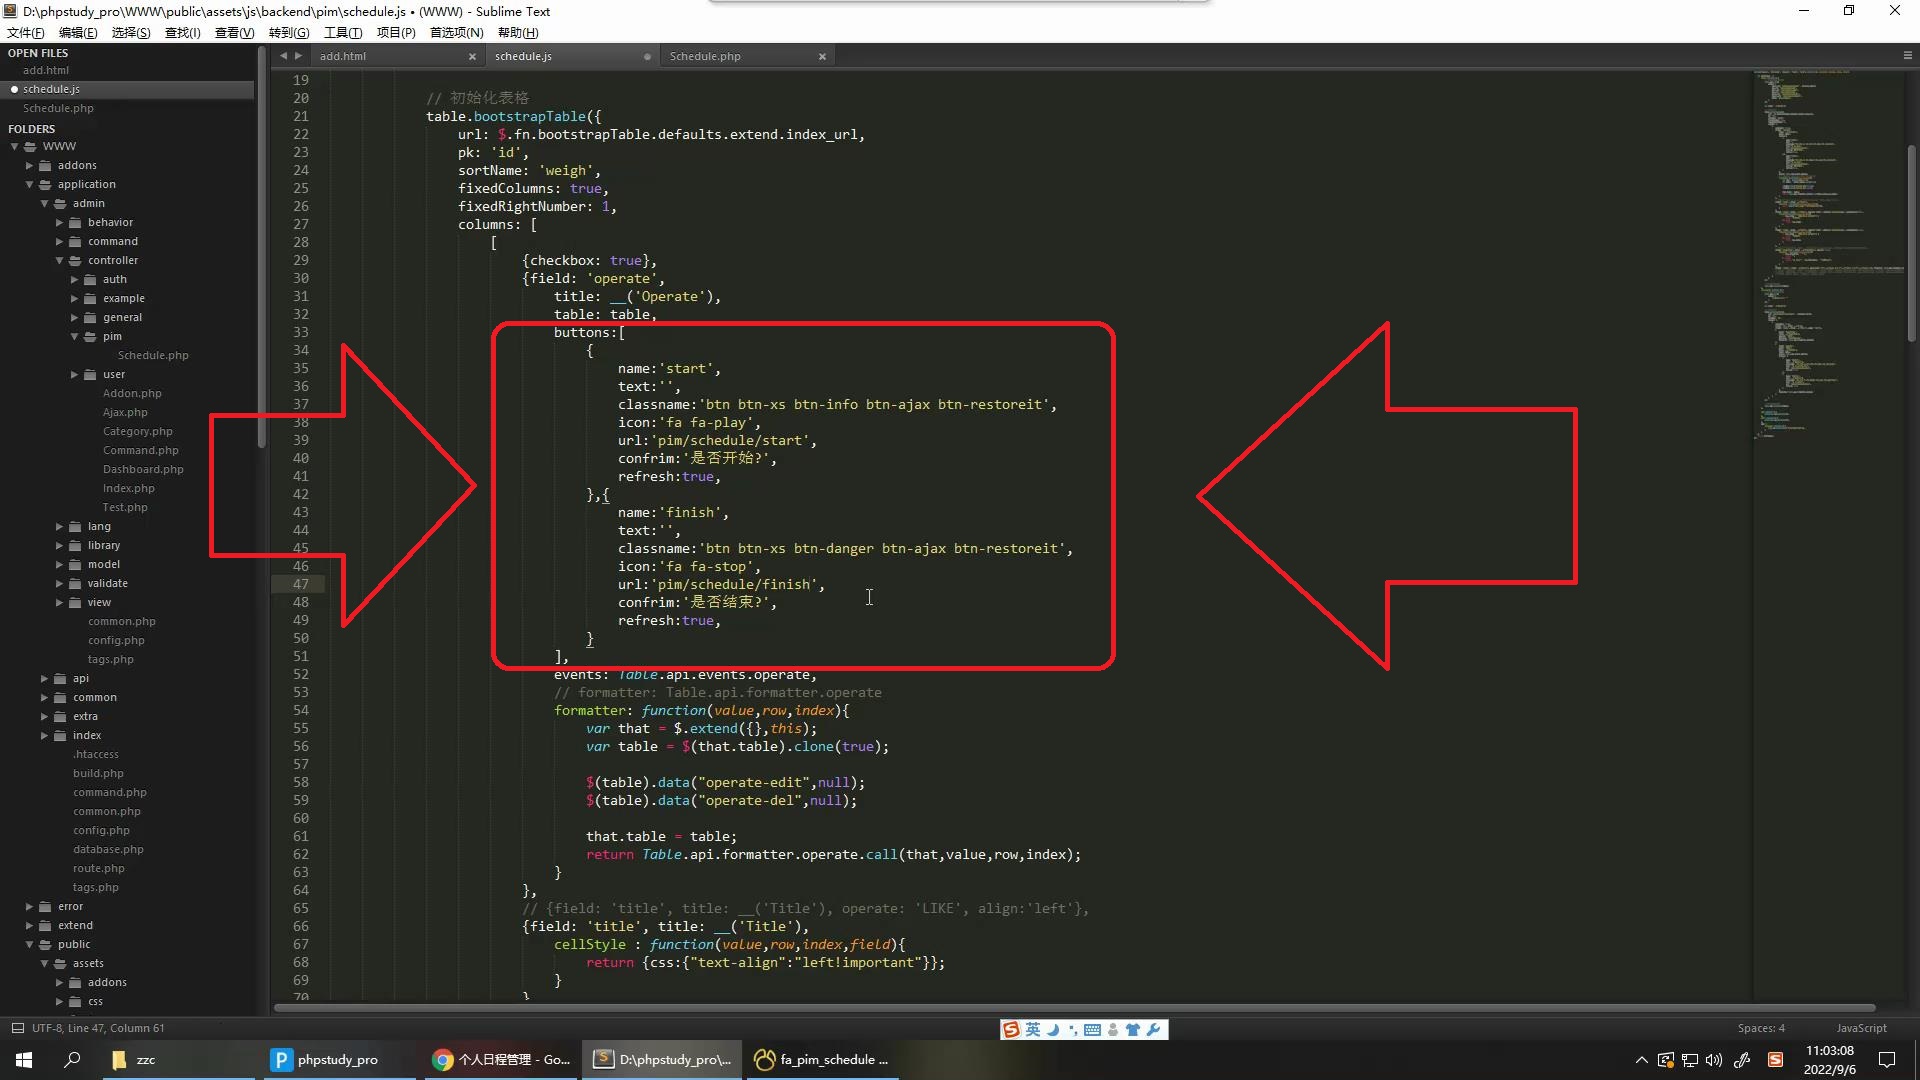 D:\phpstudy_pro\WWW\public\assets\js\backend\pim\schedule.js • (WWW) - Sublime Text
文件(F) 编辑(E) 选择(S) 查找(I) 查看(V) 转到(G) 工具(T) 项目(P) 首选项(N) 帮助(H)
OPEN FILES
add.html
schedule.js
Schedule.php
FOLDERS
WWW
addons
application
admin
behavior
command
controller
auth
example
general
pim
Schedule.php
user
Addon.php
Ajax.php
Category.php
Command.php
Dashboard.php
Index.php
Test.php
lang
library
model
validate
view
common.php
config.php
tags.php
api
common
extra
index
.htaccess
build.php
command.php
common.php
config.php
database.php
route.php
tags.php
error
extend
public
assets
addons
css
add.html
schedule.js
Schedule.php
19
20 // 初始化表格
21 table.bootstrapTable({
22 url: $.fn.bootstrapTable.defaults.extend.index_url,
23 pk: 'id',
24 sortName: 'weigh',
25 fixedColumns: true,
26 fixedRightNumber: 1,
27 columns: [
28 [
29 {checkbox: true},
30 {field: 'operate',
31 title: __('Operate'),
32 table: table,
33 buttons:[
34 {
35 name:'start',
36 text:'',
37 classname:'btn btn-xs btn-info btn-ajax btn-restoreit',
38 icon:'fa fa-play',
39 url:'pim/schedule/start',
40 confrim:'是否开始?',
41 refresh:true,
42 },{
43 name:'finish',
44 text:'',
45 classname:'btn btn-xs btn-danger btn-ajax btn-restoreit',
46 icon:'fa fa-stop',
47 url:'pim/schedule/finish',
48 confrim:'是否结束?',
49 refresh:true,
50 }
51 ],
52 events: Table.api.events.operate,
53 // formatter: Table.api.formatter.operate
54 formatter: function(value,row,index){
55 var that = $.extend({},this);
56 var table = $(that.table).clone(true);
57
58 $(table).data("operate-edit",null);
59 $(table).data("operate-del",null);
60
61 that.table = table;
62 return Table.api.formatter.operate.call(that,value,row,index);
63 }
64 },
65 // {field: 'title', title: __('Title'), operate: 'LIKE', align:'left'},
66 {field: 'title', title: __('Title'),
67 cellStyle : function(value,row,index,field){
68 return {css:{"text-align":"left!important"}};
69 }
70 }
UTF-8, Line 47, Column 61
英
Spaces: 4
JavaScript
zzc
phpstudy_pro
个人日程管理 - Go...
D:\phpstudy_pro\...
fa_pim_schedule ...
11:03:08
2022/9/6